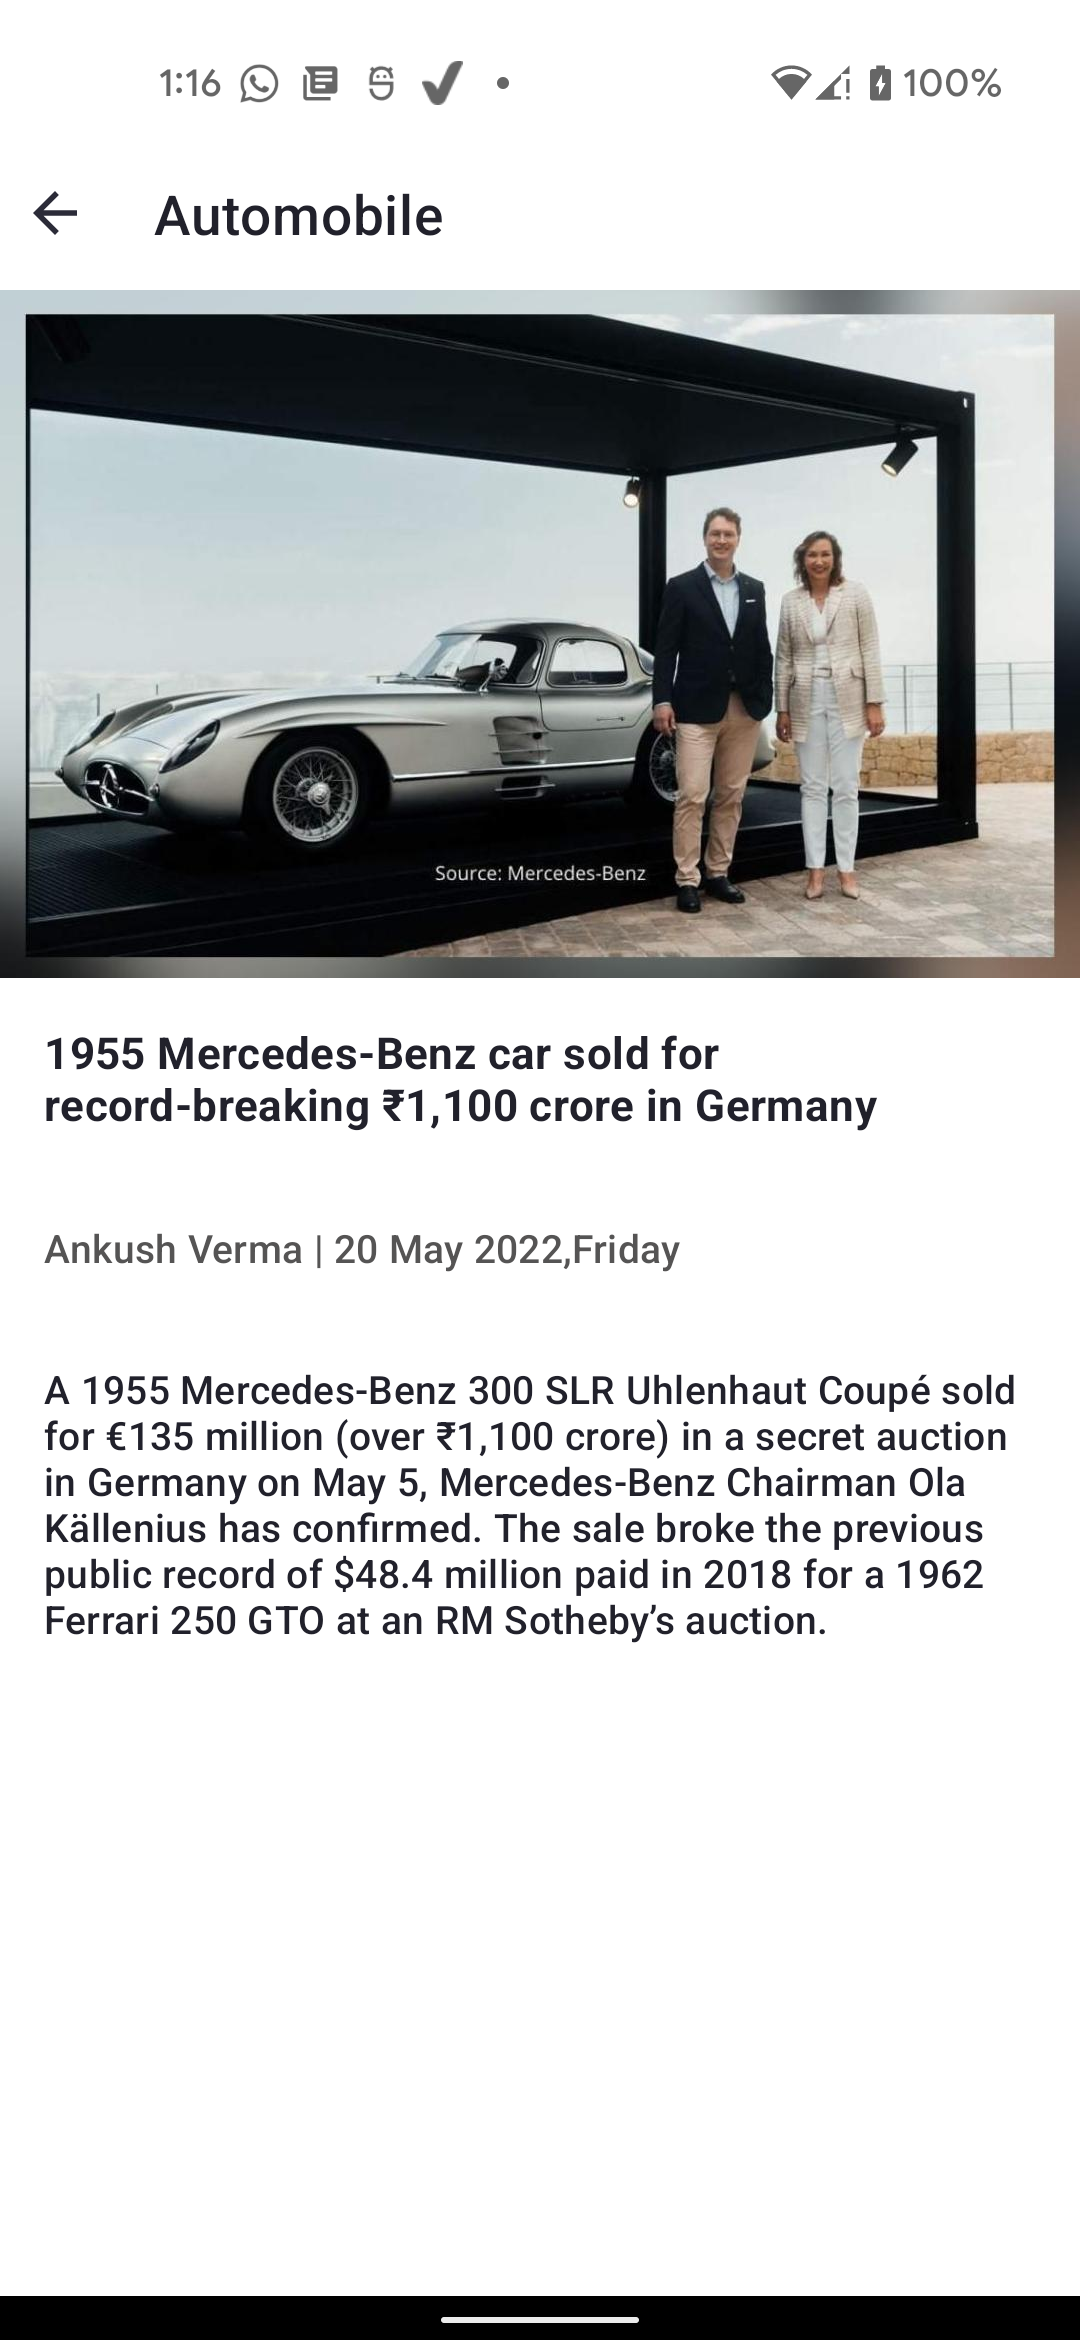 1:16
100%
Automobile
Source: Mercedes-Benz
1955 Mercedes-Benz car sold for
record-breaking ₹1,100 crore in Germany
Ankush Verma | 20 May 2022,Friday
A 1955 Mercedes-Benz 300 SLR Uhlenhaut Coupé sold
for €135 million (over ₹1,100 crore) in a secret auction
in Germany on May 5, Mercedes-Benz Chairman Ola
Källenius has confirmed. The sale broke the previous
public record of $48.4 million paid in 2018 for a 1962
Ferrari 250 GTO at an RM Sotheby’s auction.